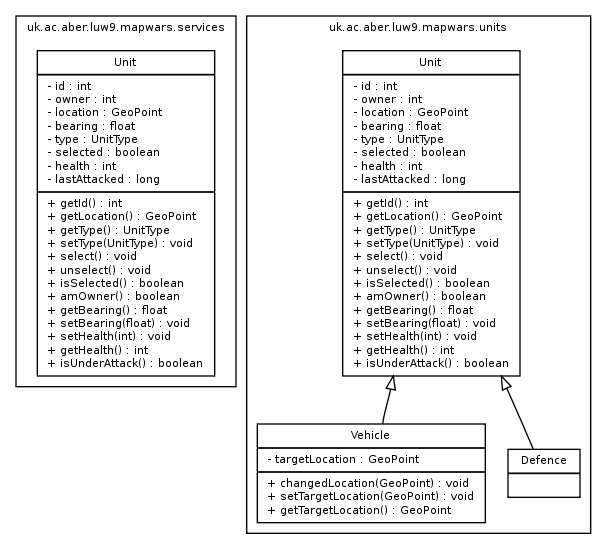 uk.ac.aber.luw9.mapwars.services
Unit
- id : int
- owner : int
- location : GeoPoint
- bearing : float
- type : UnitType
- selected : boolean
- health : int
- lastAttacked : long
+ getId() : int
+ getLocation() : GeoPoint
+ getType() : UnitType
+ setType(UnitType) : void
+ select() : void
+ unselect() : void
+ isSelected() : boolean
+ amOwner() : boolean
+ getBearing() : float
+ setBearing(float) : void
+ setHealth(int) : void
+ getHealth() : int
+ isUnderAttack() : boolean
uk.ac.aber.luw9.mapwars.units
Unit
- id : int
- owner : int
- location : GeoPoint
- bearing : float
- type : UnitType
- selected : boolean
- health : int
- lastAttacked : long
+ getId() : int
+ getLocation() : GeoPoint
+ getType() : UnitType
+ setType(UnitType) : void
+ select() : void
+ unselect() : void
+ isSelected() : boolean
+ amOwner() : boolean
+ getBearing() : float
+ setBearing(float) : void
+ setHealth(int) : void
+ getHealth() : int
+ isUnderAttack() : boolean
Vehicle
- targetLocation : GeoPoint
+ changedLocation(GeoPoint) : void
+ setTargetLocation(GeoPoint) : void
+ getTargetLocation() : GeoPoint
Defence